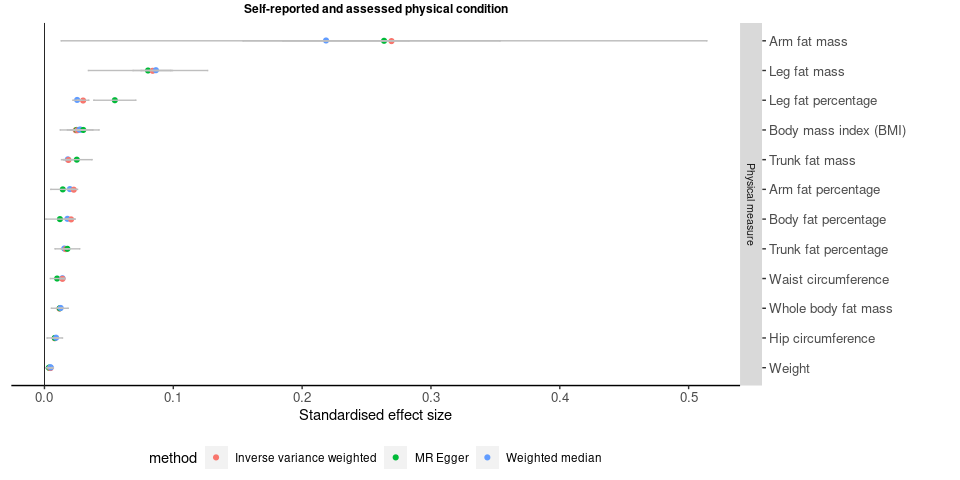 Self-reported and assessed physical condition
Arm fat mass
Leg fat mass
Leg fat percentage
Body mass index (BMI)
Trunk fat mass
Arm fat percentage
Body fat percentage
Trunk fat percentage
Waist circumference
Whole body fat mass
Hip circumference
Weight
Physical measure
0.0 0.1 0.2 0.3 0.4 0.5
Standardised effect size
method Inverse variance weighted MR Egger Weighted median